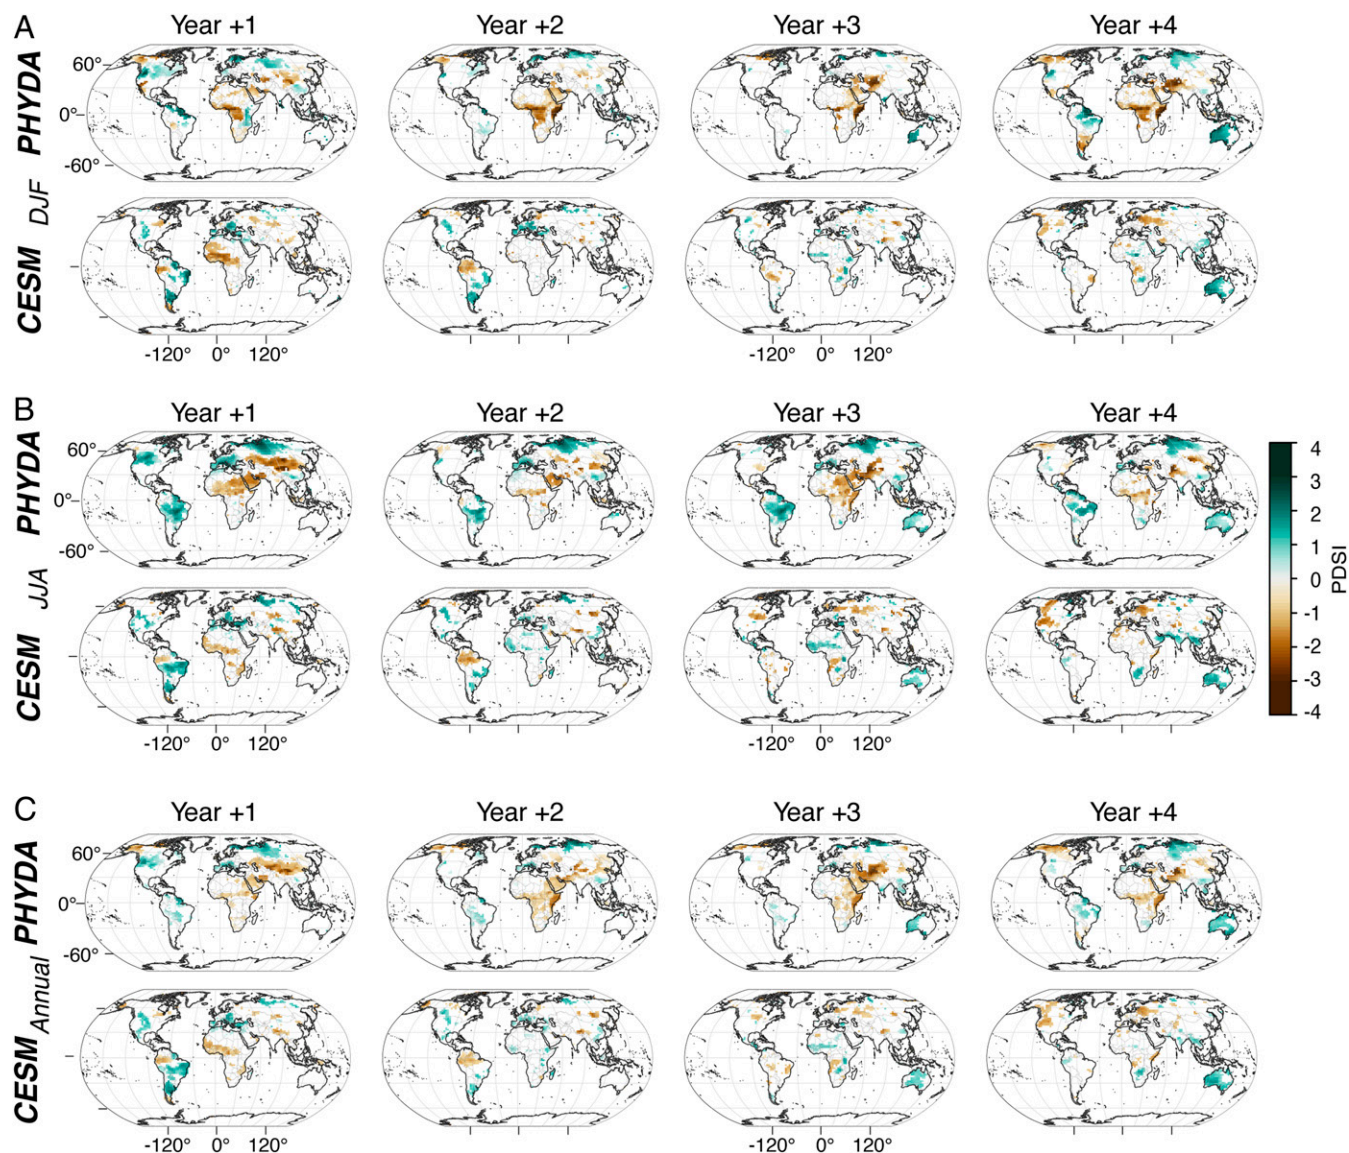 A
Year +1 Year +2 Year +3 Year +4
PHYDA
60°
0°
-60°
DJF
CESM
-120° 0° 120° -120° 0° 120°
B
Year +1 Year +2 Year +3 Year +4
PHYDA
60°
0°
-60°
JJA
CESM
-120° 0° 120° -120° 0° 120°
4
3
2
1
0
-1
-2
-3
-4
PDSI
C
Year +1 Year +2 Year +3 Year +4
PHYDA
60°
0°
-60°
Annual
CESM
-120° 0° 120° -120° 0° 120°